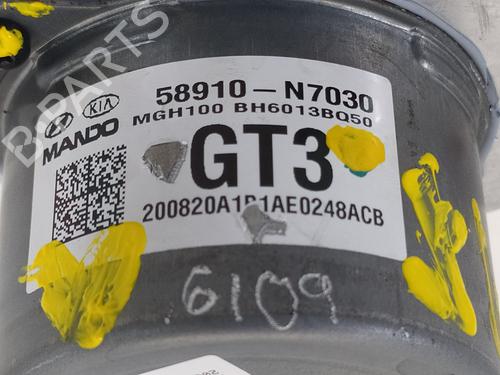 58910-N7030
KIA
MGH100 BH6013BQ50
MANDO
GT3
200820A1B1AE0248ACB
6109
B-PARTS